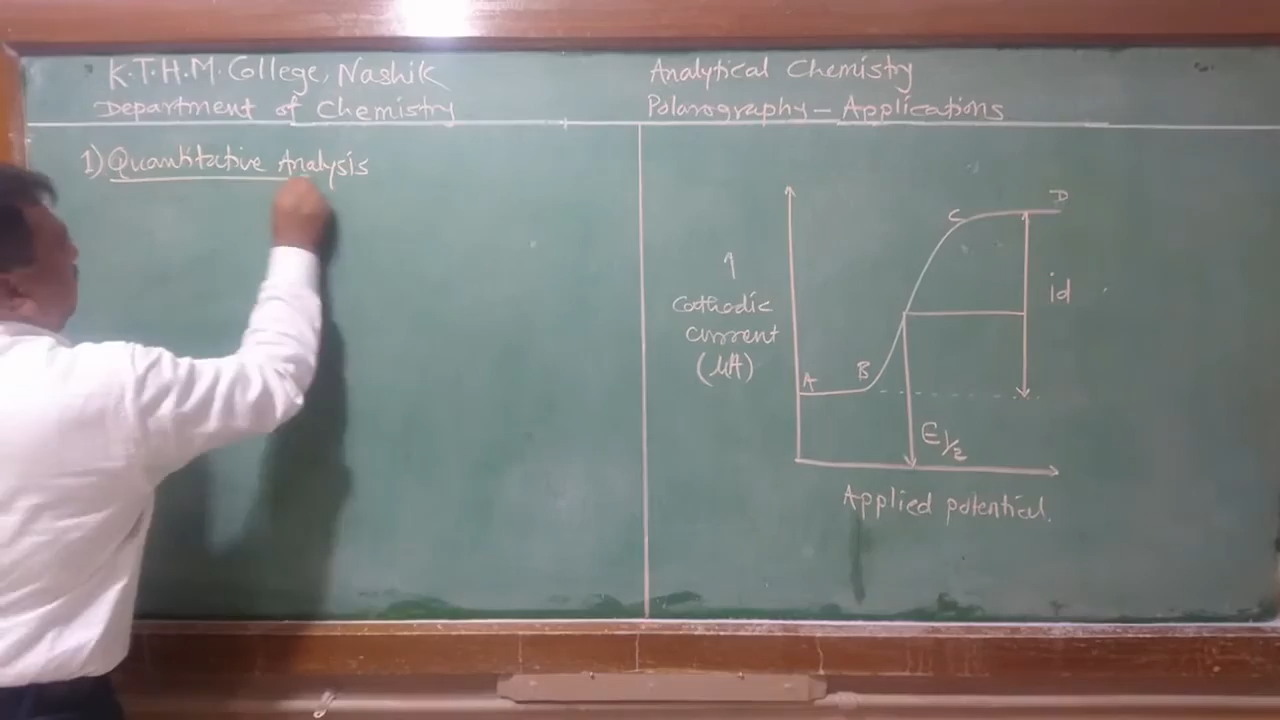 K.T.H.M. College, Nashik
Department of Chemistry
Analytical Chemistry
Polarography - Applications
1) Quantitative Analysis
D
C
↑
id
Cathodic
current
(μA)
A
B
E1/2
Applied potential.